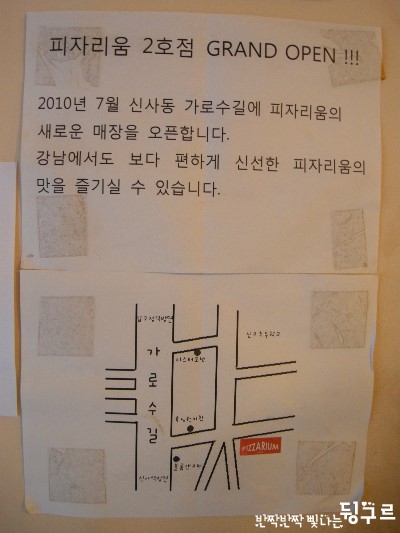 피자리움 2호점 GRAND OPEN !!!
2010년 7월 신사동 가로수길에 피자리움의
새로운 매장을 오픈합니다.
강남에서도 보다 편하게 신선한 피자리움의
맛을 즐기실 수 있습니다.
가
로
수
길
PIZZARIUM
반짝반짝 빛나는 뒹구르